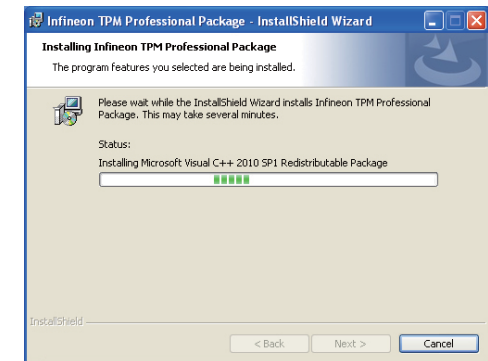 Infineon TPM Professional Package - InstallShield Wizard
Installing Infineon TPM Professional Package
The program features you selected are being installed.
Please wait while the InstallShield Wizard installs Infineon TPM Professional
Package. This may take several minutes.
Status:
Installing Microsoft Visual C++ 2010 SP1 Redistributable Package
InstallShield
< Back
Next >
Cancel